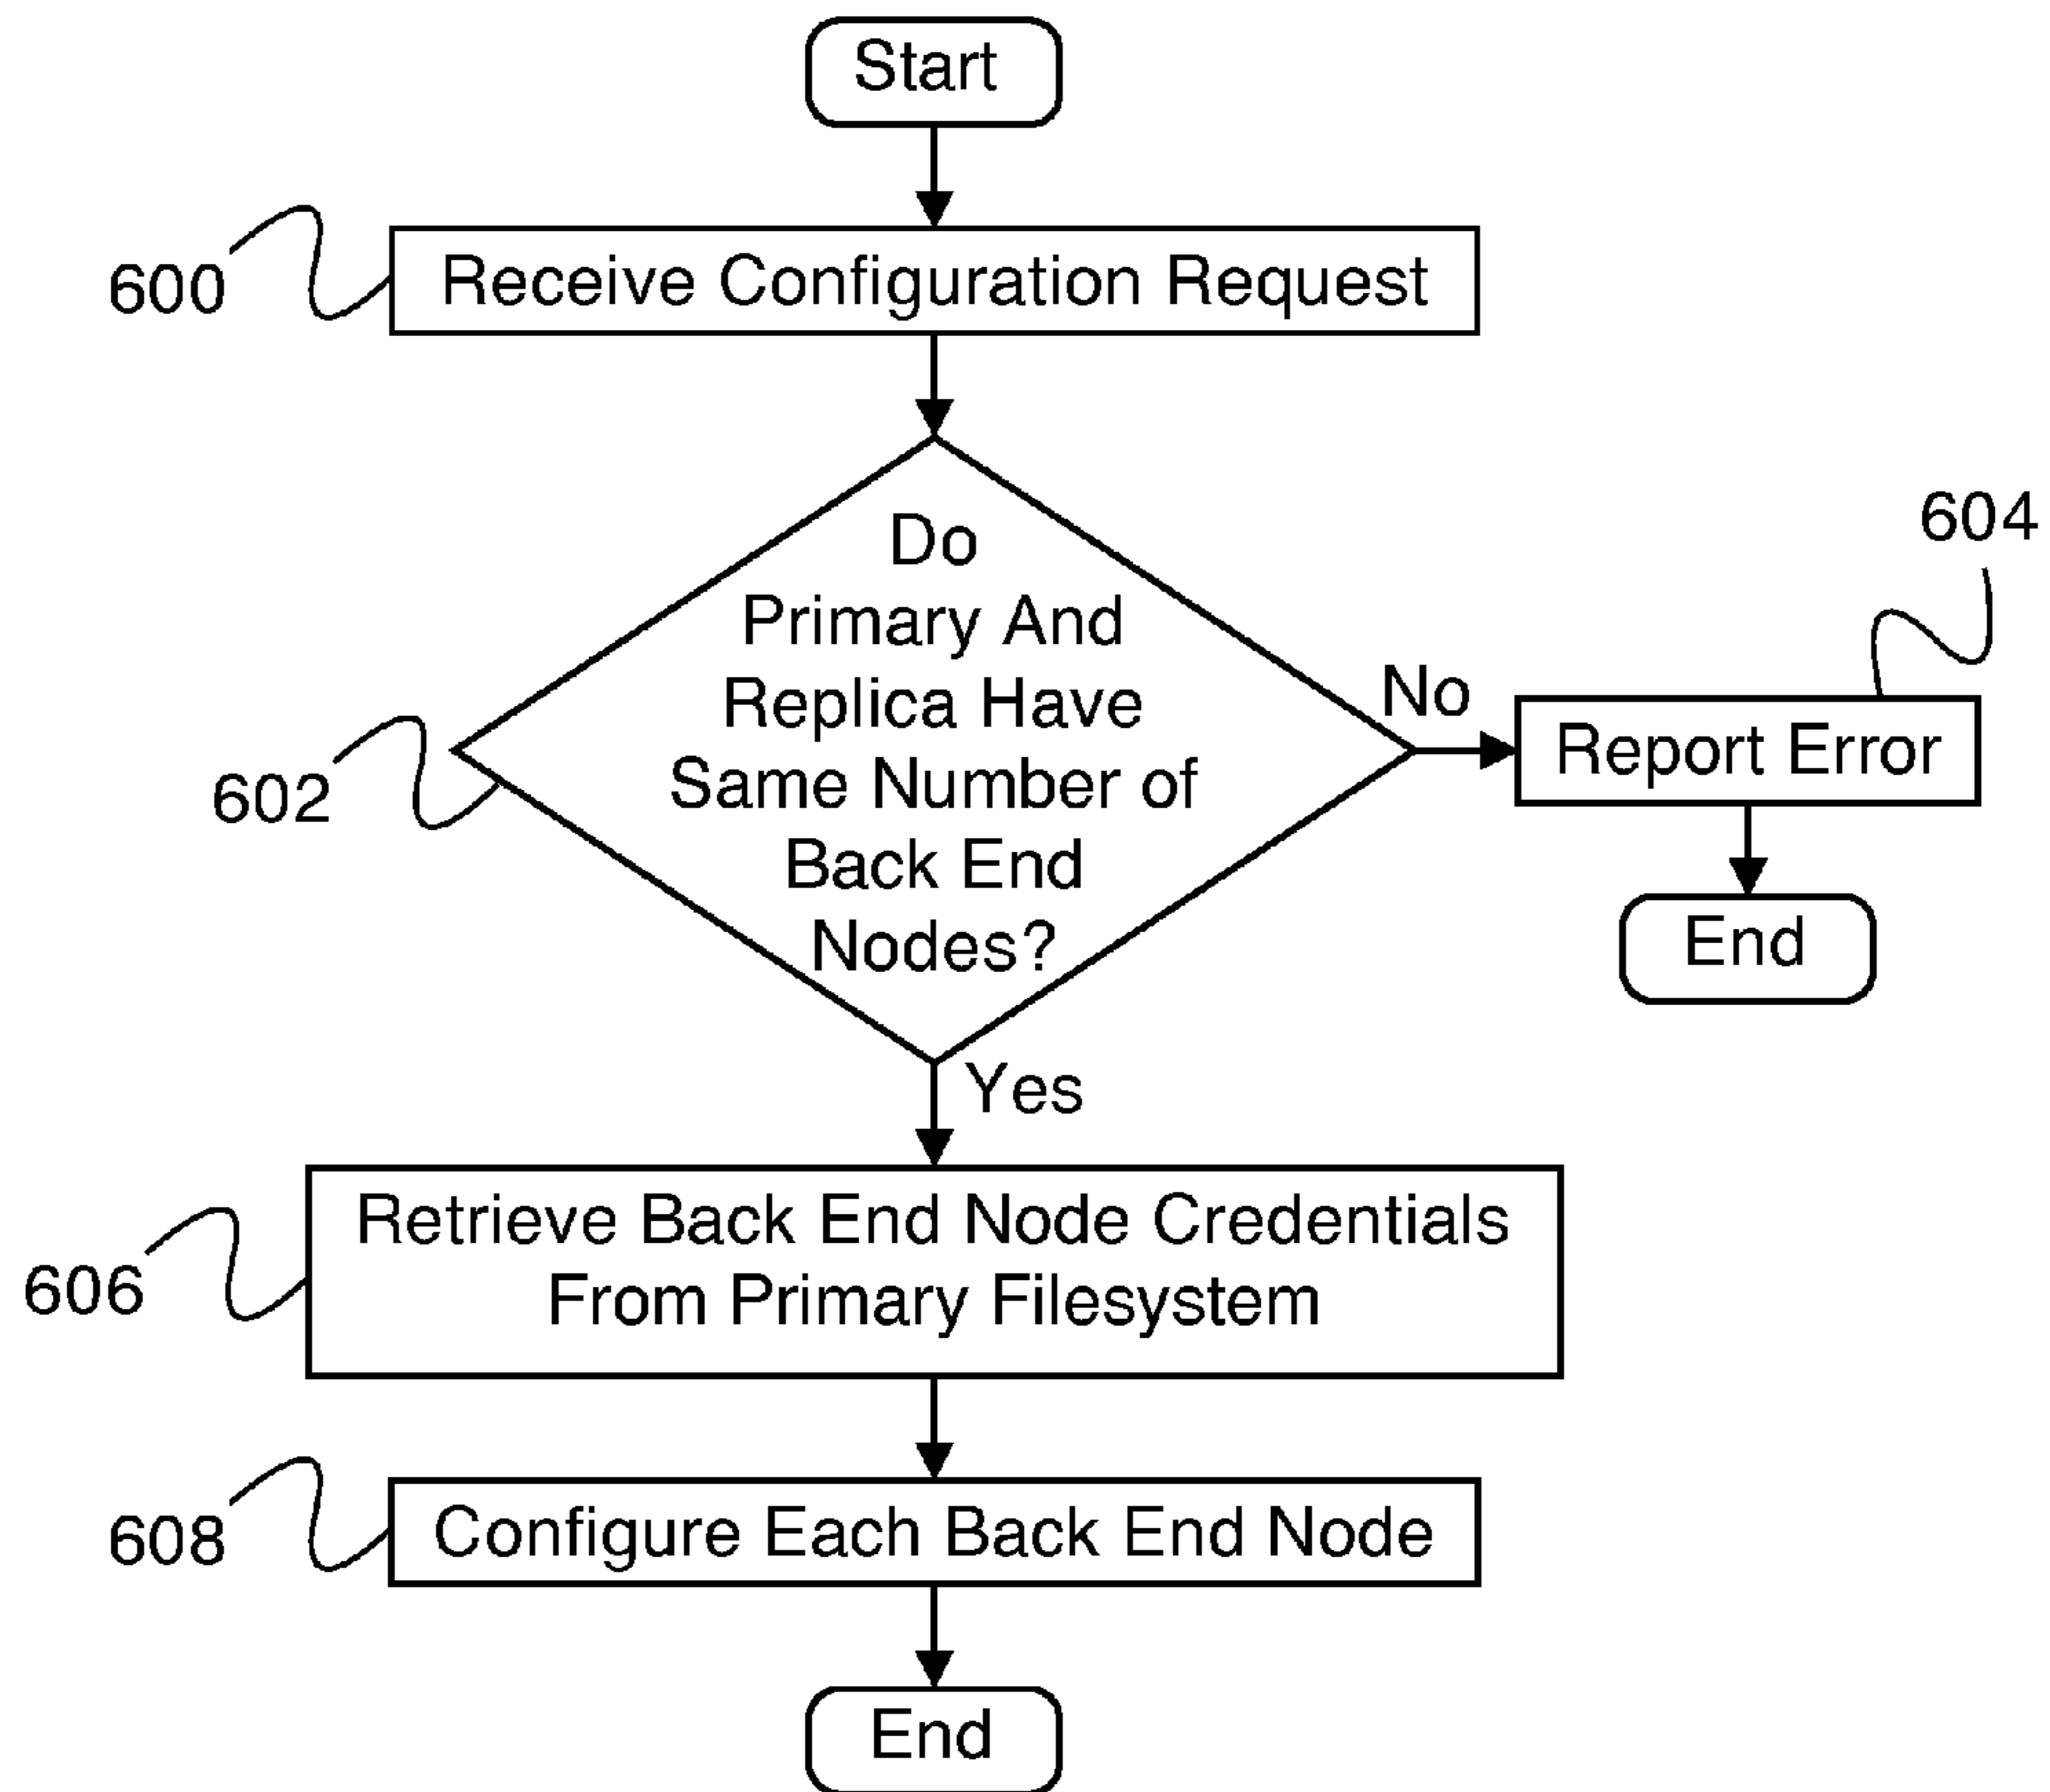 Start
600
Receive Configuration Request
602
Do
Primary And
Replica Have
Same Number of
Back End
Nodes?
No
604
Report Error
End
Yes
606
Retrieve Back End Node Credentials
From Primary Filesystem
608
Configure Each Back End Node
End